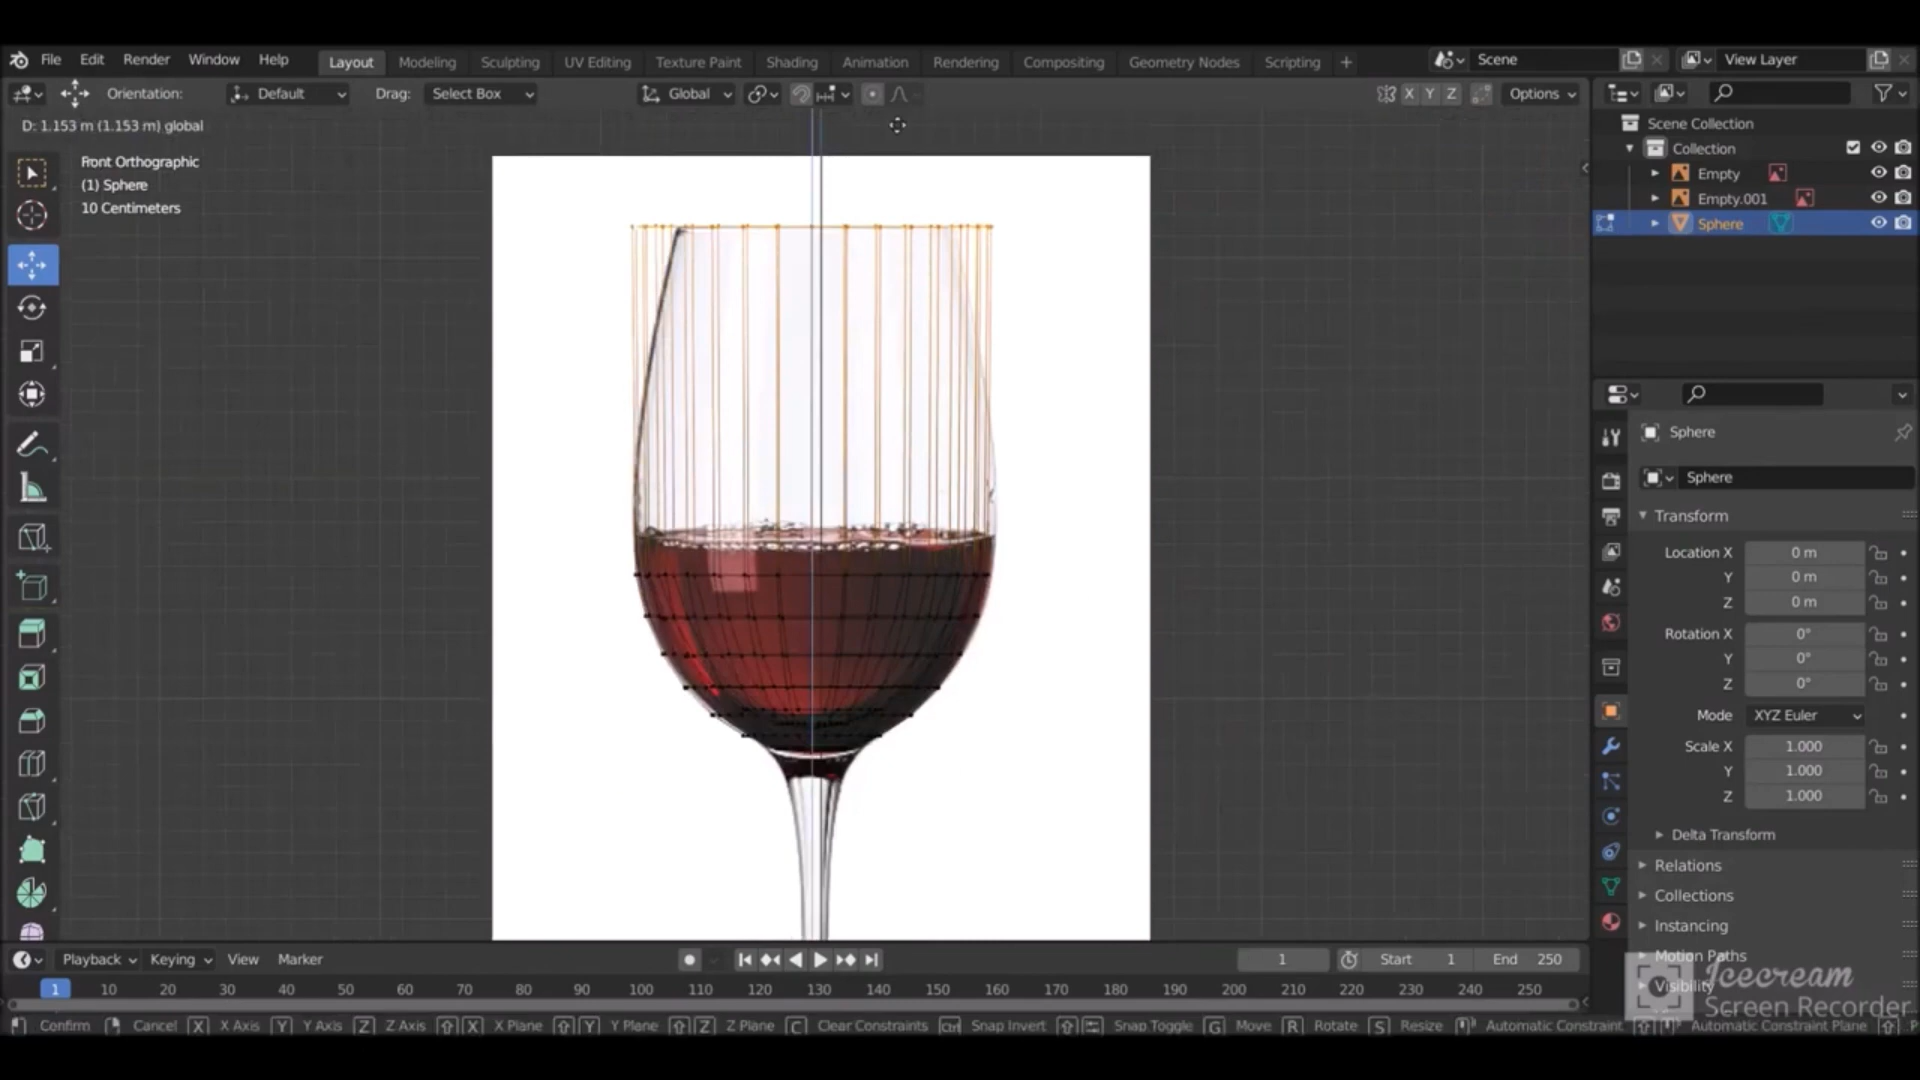 File Edit Render Window Help Layout Modeling Sculpting UV Editing Texture Paint Shading Animation Rendering Compositing Geometry Nodes Scripting + Scene View Layer
Orientation: Default Drag: Select Box Global X Y Z Options
D: 1.153 m (1.153 m) global
Front Orthographic
(1) Sphere
10 Centimeters
Scene Collection
Collection
Empty
Empty.001
Sphere
Sphere
Sphere
Transform
Location X 0 m
Y 0 m
Z 0 m
Rotation X 0°
Y 0°
Z 0°
Mode XYZ Euler
Scale X 1.000
Y 1.000
Z 1.000
Delta Transform
Relations
Collections
Instancing
Motion Paths
Visibility
Icecream
Screen Recorder
Playback Keying View Marker 1 Start 1 End 250
1 10 20 30 40 50 60 70 80 90 100 110 120 130 140 150 160 170 180 190 200 210 220 230 240 250
Confirm Cancel X X Axis Y Y Axis Z Z Axis X X Plane Y Y Plane Z Z Plane C Clear Constraints Ctrl Snap Invert Snap Toggle G Move R Rotate S Resize Automatic Constraint Automatic Constraint Plane